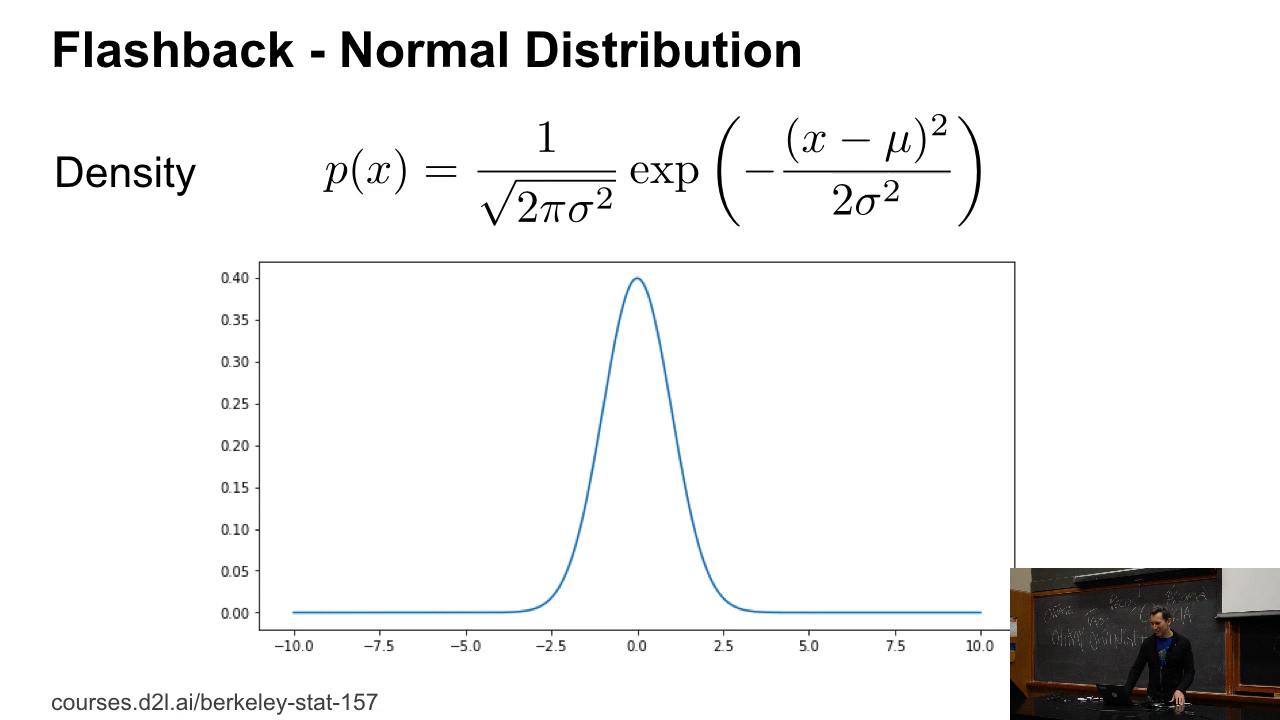 Flashback - Normal Distribution
Density p(x) = \frac{1}{\sqrt{2\pi\sigma^2}} \exp\left(-\frac{(x-\mu)^2}{2\sigma^2}\right)
0.40
0.35
0.30
0.25
0.20
0.15
0.10
0.05
0.00
−10.0 −7.5 −5.0 −2.5 0.0 2.5 5.0 7.5 10.0
courses.d2l.ai/berkeley-stat-157